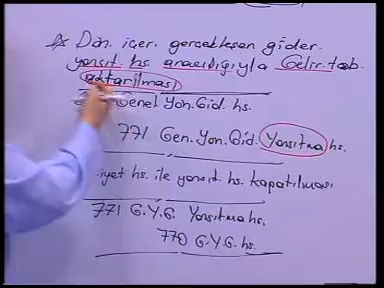 Dön. içer. gerçekleşen gider.
yansıt hs. aracılığıyla Gelir. tab.
aktarılması
Genel Yön. Gid. hs.
771 Gen. Yön. Gid. Yansıtma hs.
iyet hs. ile yansıt. hs. kapatılması
771 G.Y.G. Yansıtma hs.
770 G.Y.G. hs.